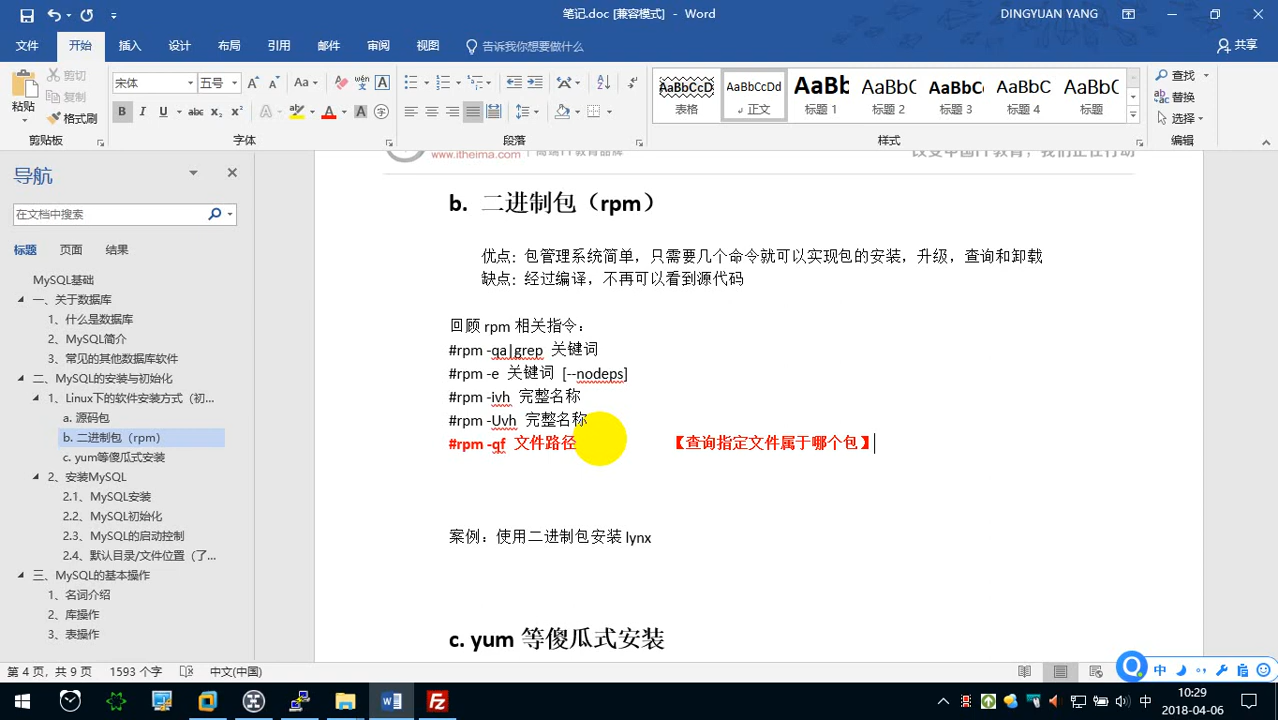 笔记.doc [兼容模式] - Word
DINGYUAN YANG
文件 开始 插入 设计 布局 引用 邮件 审阅 视图 告诉我你想要做什么
共享
剪切
复制
格式刷
粘贴
剪贴板
宋体 五号
字体
段落
AaBbCcD 表格
AaBbCcDd 正文
AaBb 标题 1
AaBbC 标题 2
AaBbC 标题 3
AaBbC 标题 4
AaBbC 标题
样式
查找
替换
选择
编辑
导航
在文档中搜索
标题 页面 结果
MySQL基础
一、关于数据库
1、什么是数据库
2、MySQL简介
3、常见的其他数据库软件
二、MySQL的安装与初始化
1、Linux下的软件安装方式（初...
a. 源码包
b. 二进制包（rpm）
c. yum等傻瓜式安装
2、安装MySQL
2.1、MySQL安装
2.2、MySQL初始化
2.3、MySQL的启动控制
2.4、默认目录/文件位置（了...
三、MySQL的基本操作
1、名词介绍
2、库操作
3、表操作
www.itheima.com
b. 二进制包（rpm）
优点：包管理系统简单，只需要几个命令就可以实现包的安装，升级，查询和卸载
缺点：经过编译，不再可以看到源代码
回顾 rpm 相关指令：
#rpm -qa|grep 关键词
#rpm -e 关键词 [--nodeps]
#rpm -ivh 完整名称
#rpm -Uvh 完整名称
#rpm -qf 文件路径 【查询指定文件属于哪个包】
案例：使用二进制包安装 lynx
c. yum 等傻瓜式安装
第 4 页，共 9 页 1593 个字 中文(中国)
中
中
10:29
2018-04-06